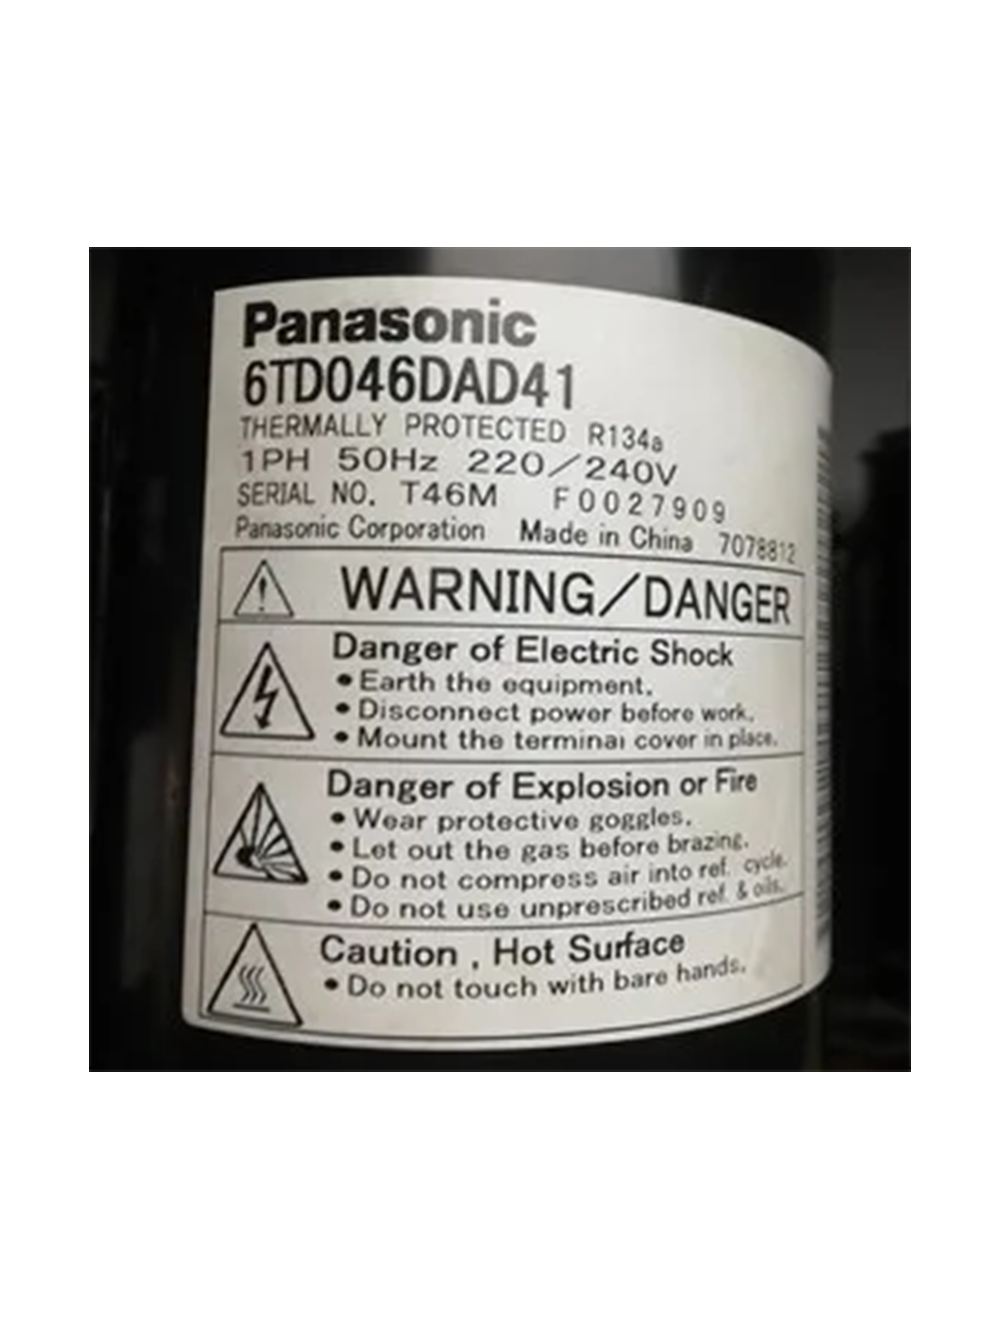 Panasonic
6TD046DAD41
THERMALLY PROTECTED R134a
1PH 50Hz 220/240V
SERIAL NO. T46M F0027909
Panasonic Corporation Made in China 7078812
WARNING/DANGER
Danger of Electric Shock
• Earth the equipment.
• Disconnect power before work.
• Mount the terminal cover in place.
Danger of Explosion or Fire
• Wear protective goggles.
• Let out the gas before brazing.
• Do not compress air into ref. cycle.
• Do not use unprescribed ref. & oils.
Caution , Hot Surface
• Do not touch with bare hands.